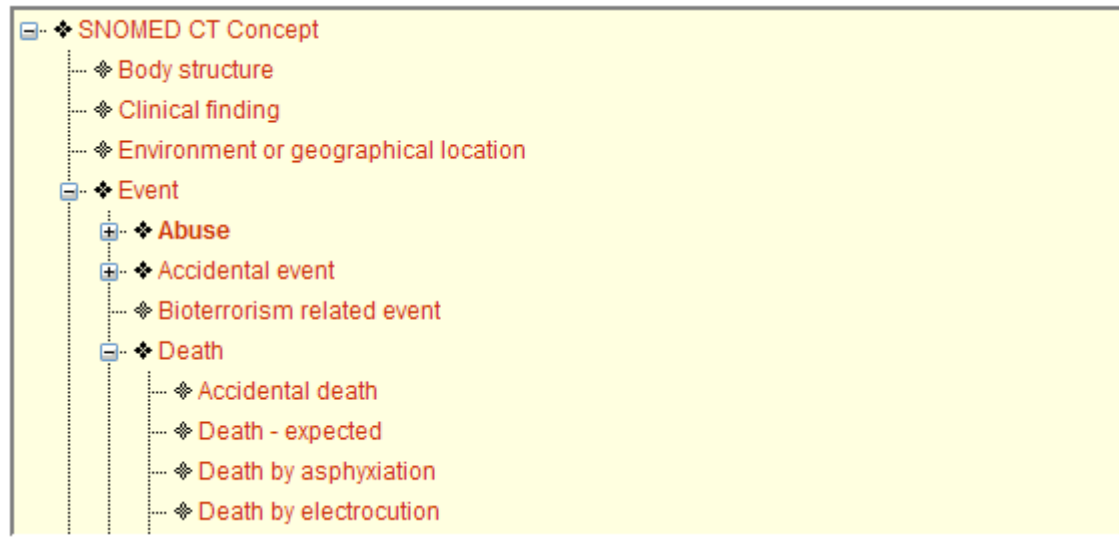 SNOMED CT Concept
Body structure
Clinical finding
Environment or geographical location
Event
Abuse
Accidental event
Bioterrorism related event
Death
Accidental death
Death - expected
Death by asphyxiation
Death by electrocution